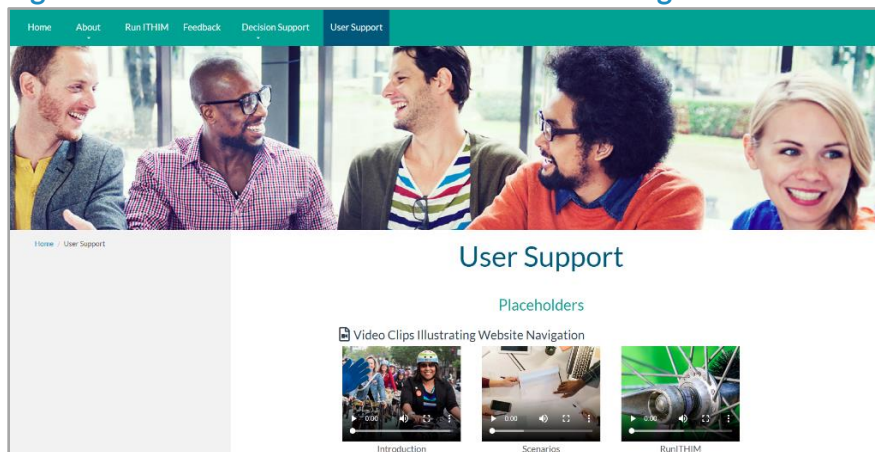 Home About Run ITHIM Feedback Decision Support User Support
Home / User Support
User Support
Placeholders
Video Clips Illustrating Website Navigation
0:00 0:00 0:00
Introduction Scenarios RunITHIM